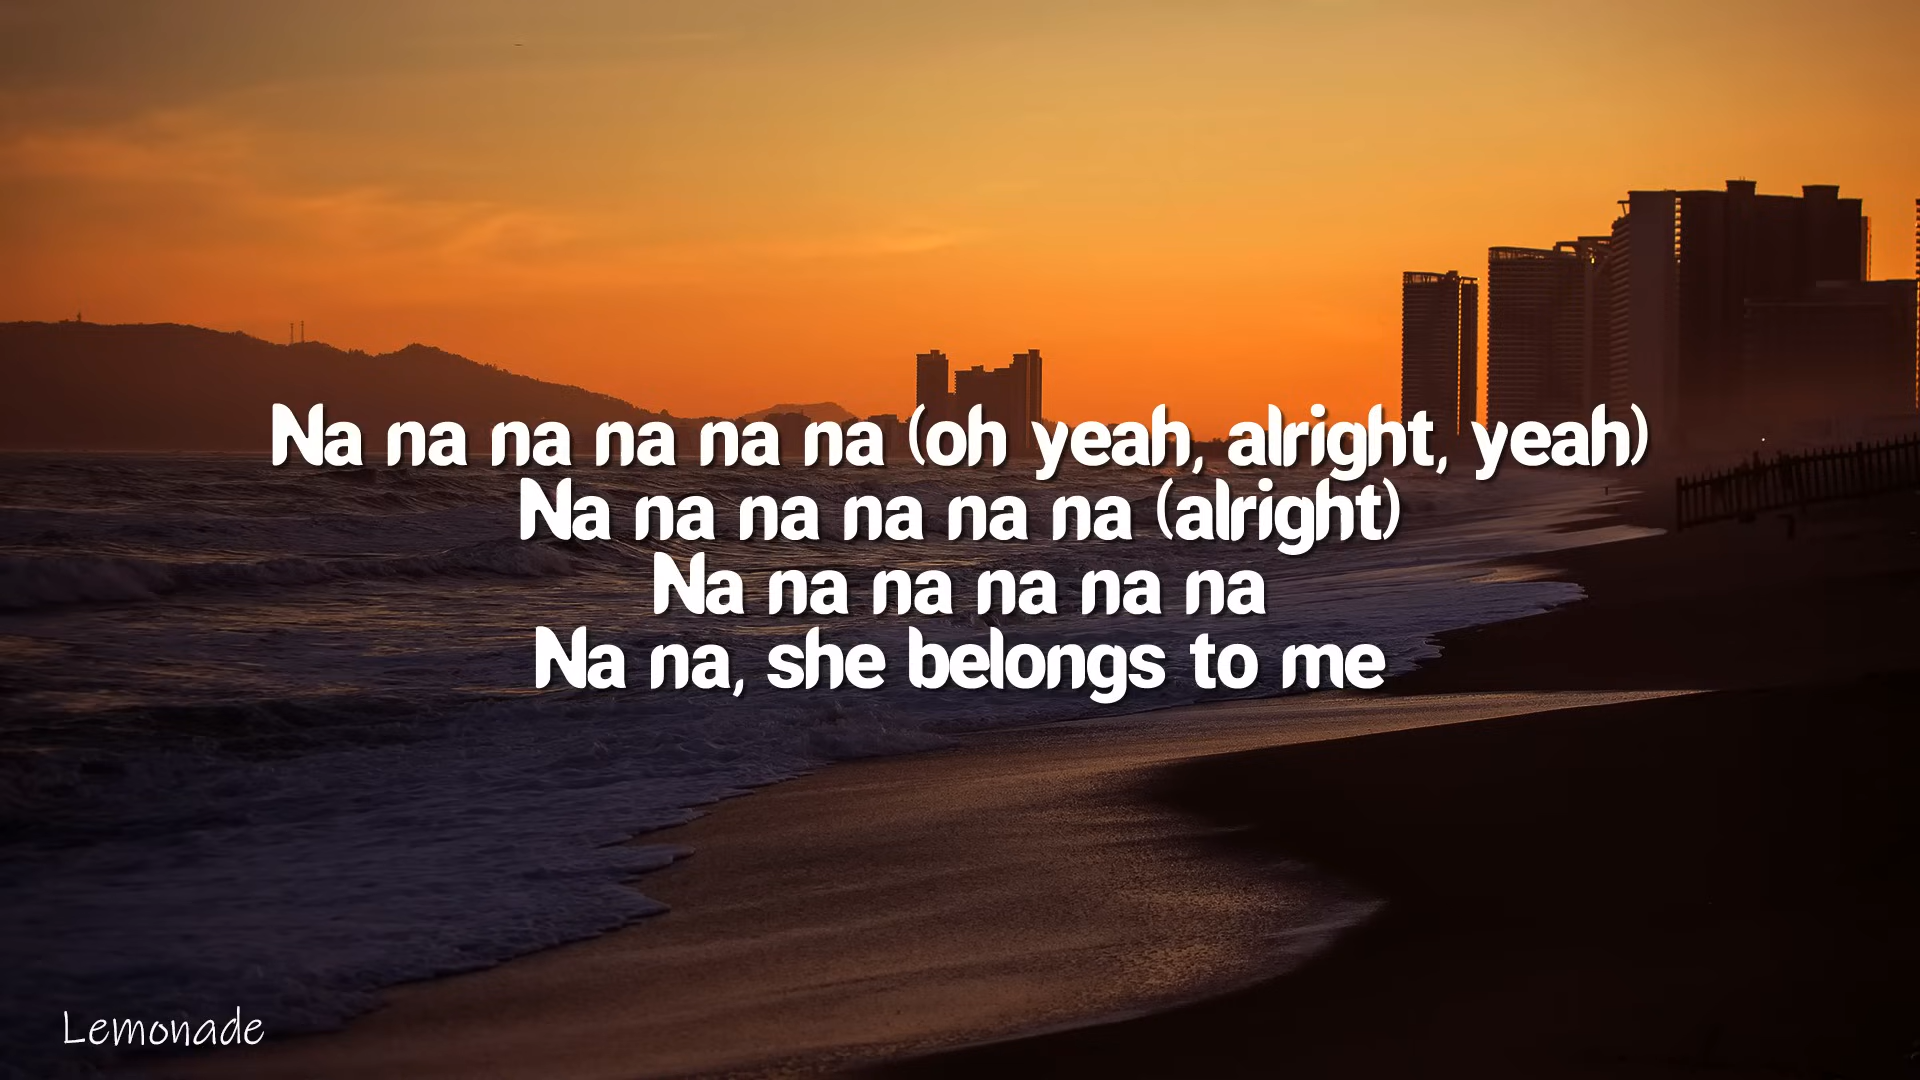 Na na na na na na (oh yeah, alright, yeah)
Na na na na na na (alright)
Na na na na na na
Na na, she belongs to me
Lemonade